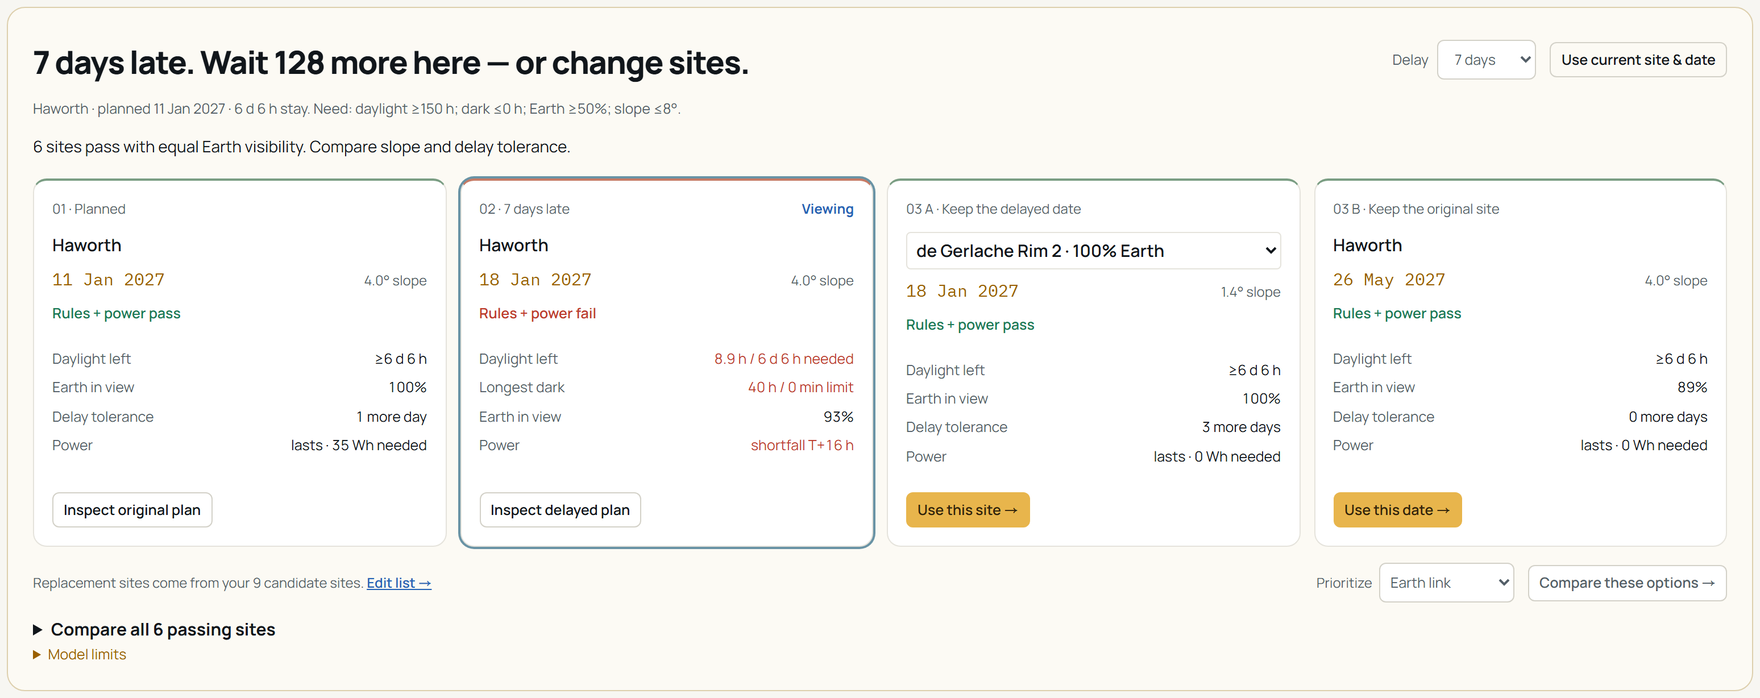 7 days late. Wait 128 more here — or change sites.
Delay 7 days Use current site & date
Haworth · planned 11 Jan 2027 · 6 d 6 h stay. Need: daylight ≥150 h; dark ≤0 h; Earth ≥50%; slope ≤8°.
6 sites pass with equal Earth visibility. Compare slope and delay tolerance.
01 · Planned
Haworth
11 Jan 2027 4.0° slope
Rules + power pass
Daylight left ≥6 d 6 h
Earth in view 100%
Delay tolerance 1 more day
Power lasts · 35 Wh needed
Inspect original plan
02 · 7 days late Viewing
Haworth
18 Jan 2027 4.0° slope
Rules + power fail
Daylight left 8.9 h / 6 d 6 h needed
Longest dark 40 h / 0 min limit
Earth in view 93%
Power shortfall T+16 h
Inspect delayed plan
03 A · Keep the delayed date
de Gerlache Rim 2 · 100% Earth
18 Jan 2027 1.4° slope
Rules + power pass
Daylight left ≥6 d 6 h
Earth in view 100%
Delay tolerance 3 more days
Power lasts · 0 Wh needed
Use this site →
03 B · Keep the original site
Haworth
26 May 2027 4.0° slope
Rules + power pass
Daylight left ≥6 d 6 h
Earth in view 89%
Delay tolerance 0 more days
Power lasts · 0 Wh needed
Use this date →
Replacement sites come from your 9 candidate sites. Edit list →
Prioritize Earth link Compare these options →
▶ Compare all 6 passing sites
▶ Model limits